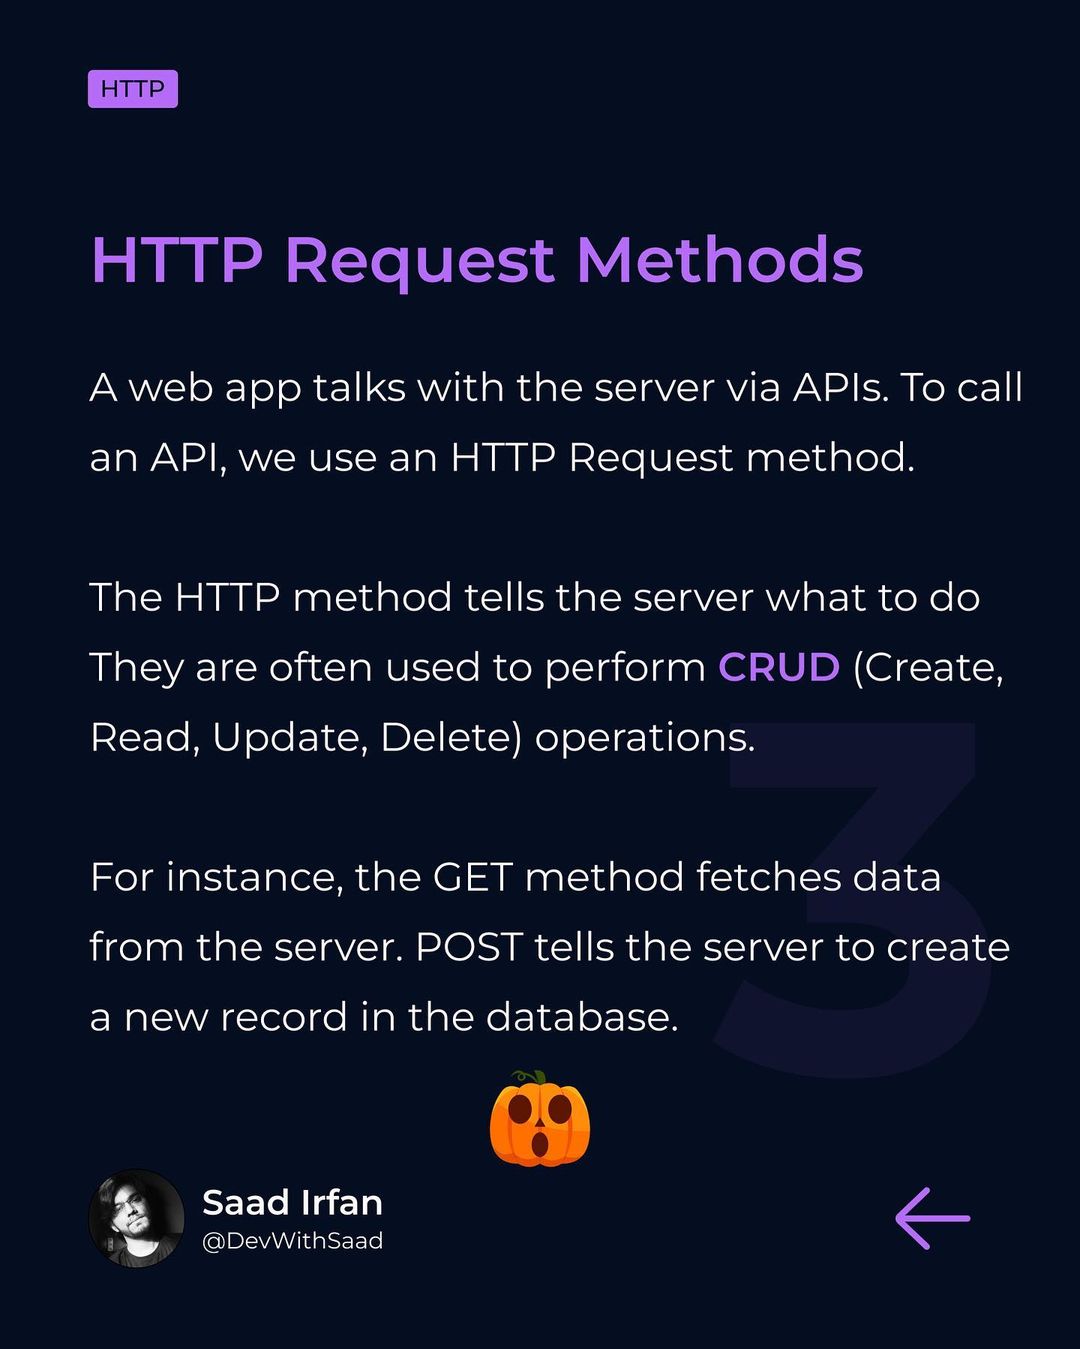 HTTP
HTTP Request Methods
A web app talks with the server via APIs. To call
an API, we use an HTTP Request method.
The HTTP method tells the server what to do
They are often used to perform CRUD (Create,
Read, Update, Delete) operations.
For instance, the GET method fetches data
from the server. POST tells the server to create
a new record in the database.
3
Saad Irfan
@DevWithSaad